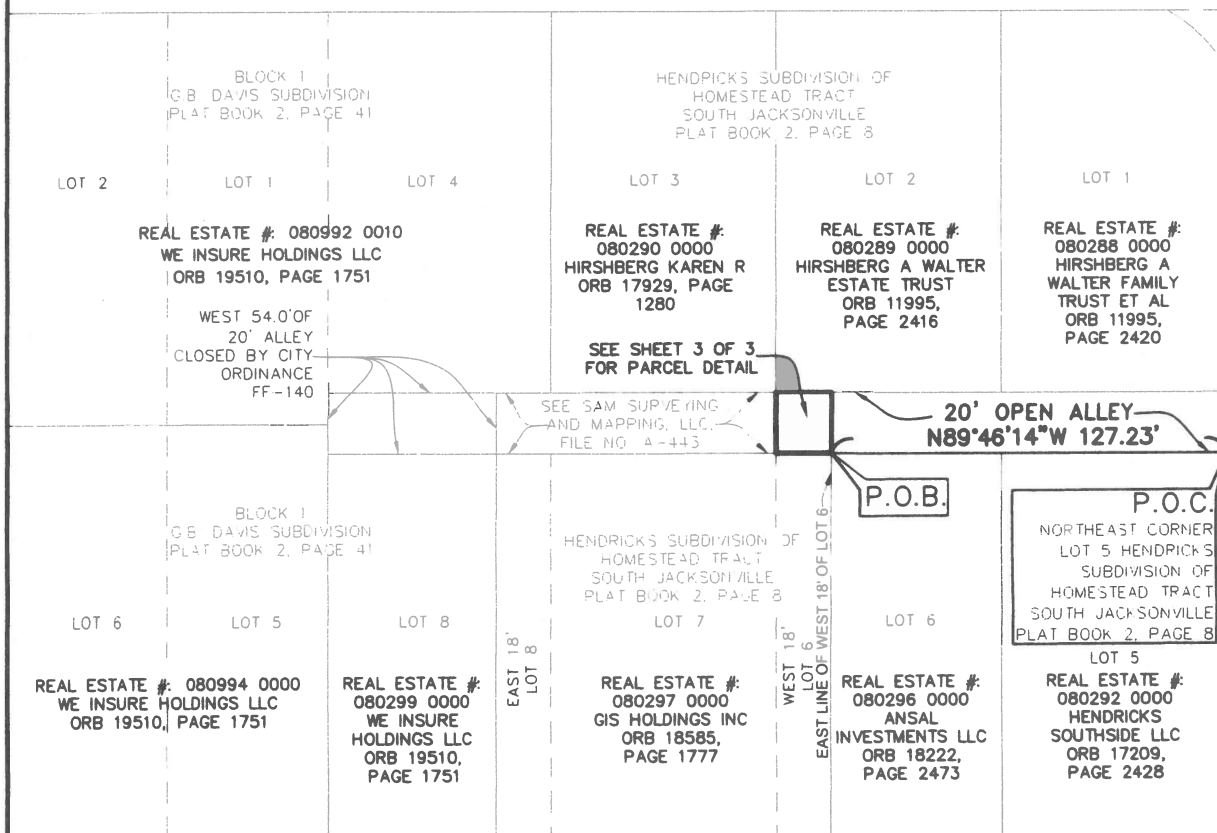 BLOCK 1
G.B. DAVIS SUBDIVISION
PLAT BOOK 2, PAGE 41
HENDRICKS SUBDIVISION OF
HOMESTEAD TRACT
SOUTH JACKSONVILLE
PLAT BOOK 2, PAGE 8
LOT 2
LOT 1
LOT 4
LOT 3
LOT 2
LOT 1
REAL ESTATE #: 080992 0010
WE INSURE HOLDINGS LLC
ORB 19510, PAGE 1751
REAL ESTATE #:
080290 0000
HIRSHBERG KAREN R
ORB 17929, PAGE
1280
REAL ESTATE #:
080289 0000
HIRSHBERG A WALTER
ESTATE TRUST
ORB 11995,
PAGE 2416
REAL ESTATE #:
080288 0000
HIRSHBERG A
WALTER FAMILY
TRUST ET AL
ORB 11995,
PAGE 2420
WEST 54.0'OF
20' ALLEY
CLOSED BY CITY
ORDINANCE
FF-140
SEE SHEET 3 OF 3
FOR PARCEL DETAIL
SEE SAM SURVEYING
AND MAPPING, LLC,
FILE NO. A-443
20' OPEN ALLEY
N89°46'14"W 127.23'
P.O.B.
P.O.C.
NORTHEAST CORNER
LOT 5 HENDRICKS
SUBDIVISION OF
HOMESTEAD TRACT
SOUTH JACKSONVILLE
PLAT BOOK 2, PAGE 8
BLOCK 1
G.B. DAVIS SUBDIVISION
PLAT BOOK 2, PAGE 41
HENDRICKS SUBDIVISION OF
HOMESTEAD TRACT
SOUTH JACKSONVILLE
PLAT BOOK 2, PAGE 8
LOT 6
LOT 5
LOT 8
EAST 18'
LOT 8
LOT 7
WEST 18'
LOT 6
EAST LINE OF WEST 18' OF LOT 6
LOT 6
LOT 5
REAL ESTATE #: 080994 0000
WE INSURE HOLDINGS LLC
ORB 19510, PAGE 1751
REAL ESTATE #:
080299 0000
WE INSURE
HOLDINGS LLC
ORB 19510,
PAGE 1751
REAL ESTATE #:
080297 0000
GIS HOLDINGS INC
ORB 18585,
PAGE 1777
REAL ESTATE #:
080296 0000
ANSAL
INVESTMENTS LLC
ORB 18222,
PAGE 2473
REAL ESTATE #:
080292 0000
HENDRICKS
SOUTHSIDE LLC
ORB 17209,
PAGE 2428